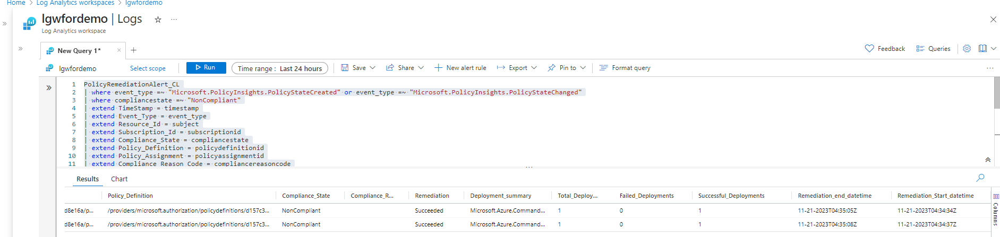 Home > Log Analytics workspaces > lgwfordemo
lgwfordemo | Logs
Log Analytics workspace
New Query 1*
Feedback
Queries
lgwfordemo
Select scope
Run
Time range : Last 24 hours
Save
Share
New alert rule
Export
Pin to
Format query
1 PolicyRemediationAlert_CL
2 | where event_type =~ "Microsoft.PolicyInsights.PolicyStateCreated" or event_type =~ "Microsoft.PolicyInsights.PolicyStateChanged"
3 | where compliancestate =~ "NonCompliant"
4 | extend TimeStamp = timestamp
5 | extend Event_Type = event_type
6 | extend Resource_Id = subject
7 | extend Subscription_Id = subscriptionid
8 | extend Compliance_State = compliancestate
9 | extend Policy_Definition = policydefinitionid
10 | extend Policy_Assignment = policyassignmentid
11 | extend Compliance_Reason_Code = compliancereasoncode
Results Chart
Policy_Definition Compliance_State Compliance_R... Remediation Deployment_summary Total_Deploy... Failed_Deployments Successful_Deployments Remediation_end_datetime Remediation_Start_datetime
d8e16a/p... /providers/microsoft.authorization/policydefinitions/d157c3... NonCompliant Succeeded Microsoft.Azure.Command... 1 0 1 11-21-2023T04:35:05Z 11-21-2023T04:34:34Z
d8e16a/p... /providers/microsoft.authorization/policydefinitions/d157c3... NonCompliant Succeeded Microsoft.Azure.Command... 1 0 1 11-21-2023T04:35:08Z 11-21-2023T04:34:37Z
Columns